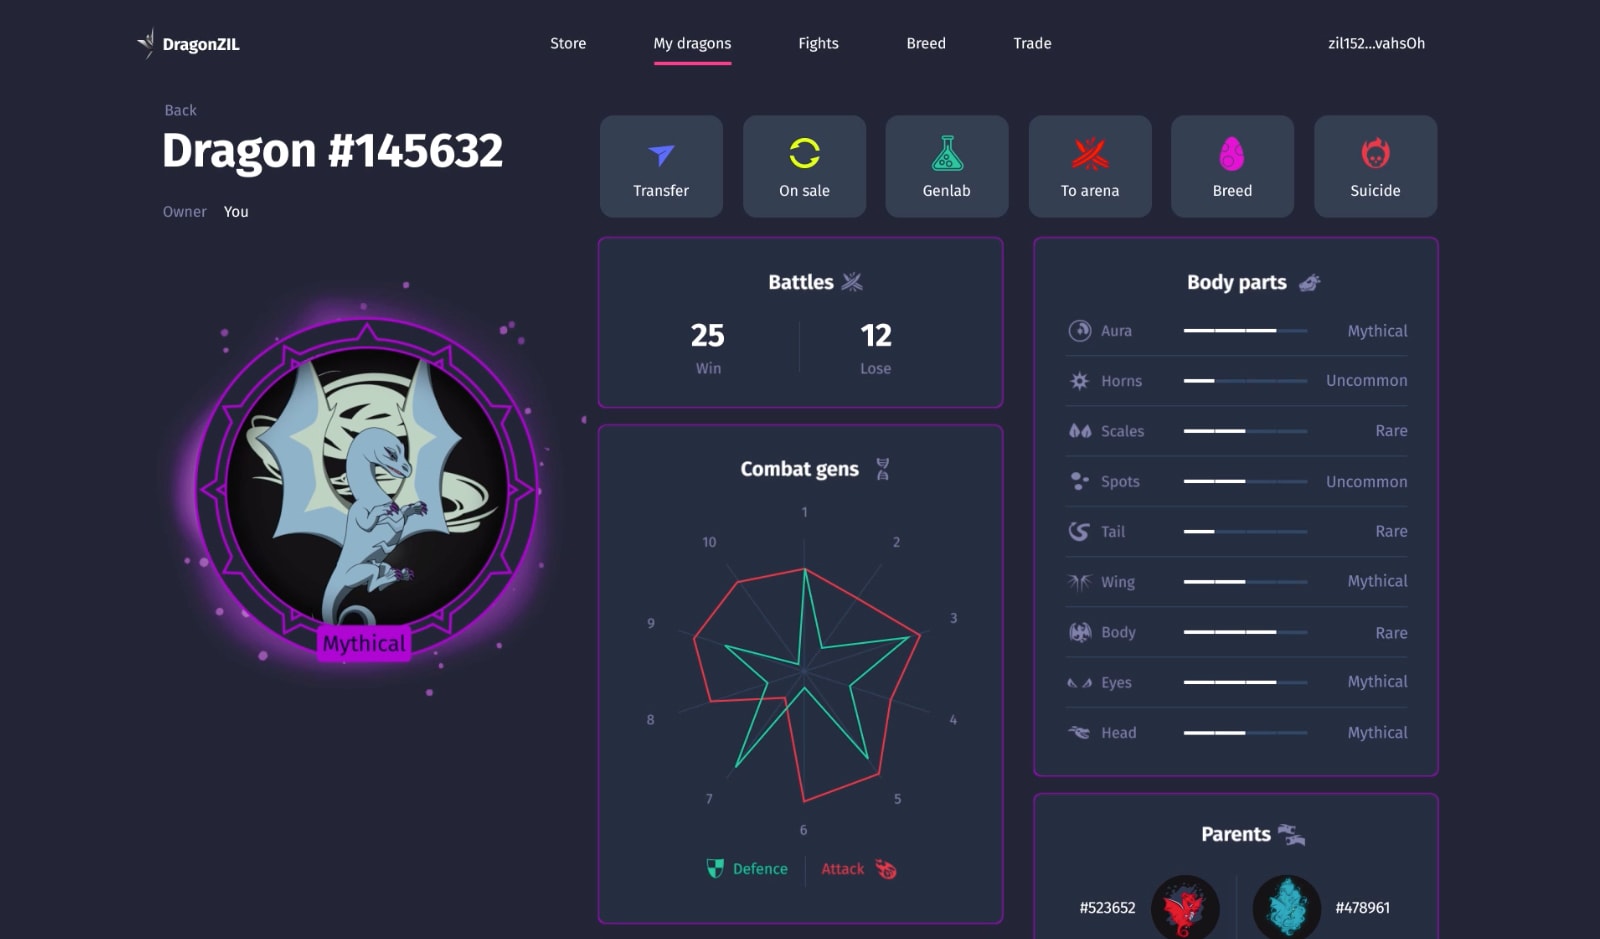 DragonZIL
Store
My dragons
Fights
Breed
Trade
zil152...vahsOh
Back
Dragon #145632
Owner You
Transfer
On sale
Genlab
To arena
Breed
Suicide
Mythical
Battles
25
Win
12
Lose
Combat gens
1
2
3
4
5
6
7
8
9
10
Defence
Attack
Body parts
Aura Mythical
Horns Uncommon
Scales Rare
Spots Uncommon
Tail Rare
Wing Mythical
Body Rare
Eyes Mythical
Head Mythical
Parents
#523652
#478961